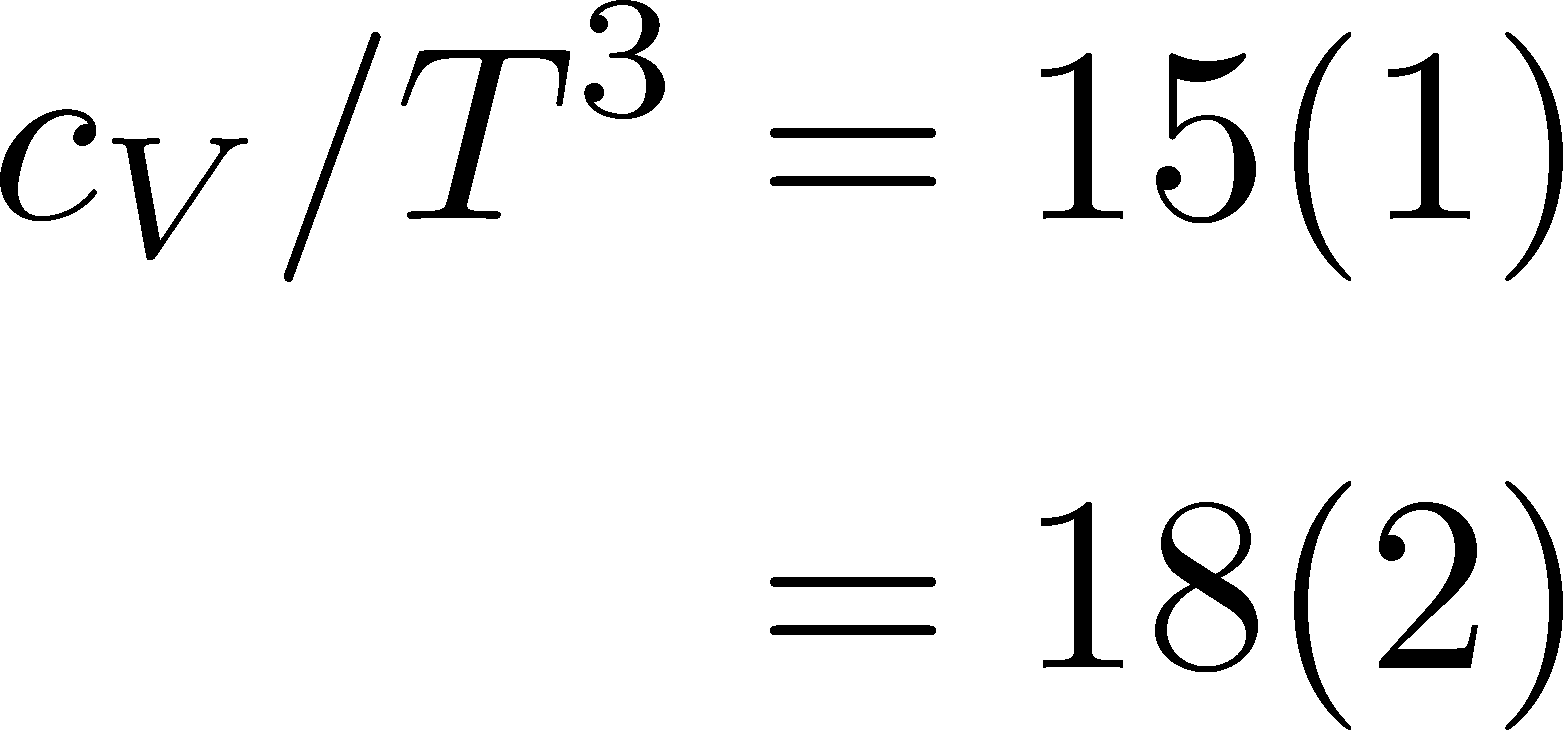 $c_V/T^3 = 15(1)$
$= 18(2)$